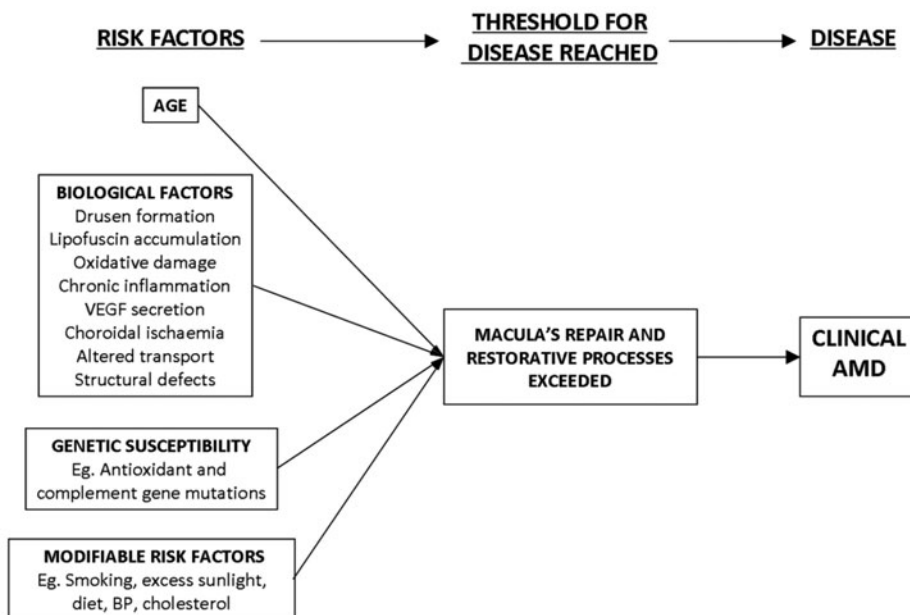 RISK FACTORS
THRESHOLD FOR
DISEASE REACHED
DISEASE
AGE
BIOLOGICAL FACTORS
Drusen formation
Lipofuscin accumulation
Oxidative damage
Chronic inflammation
VEGF secretion
Choroidal ischaemia
Altered transport
Structural defects
MACULA'S REPAIR AND
RESTORATIVE PROCESSES
EXCEEDED
CLINICAL
AMD
GENETIC SUSCEPTIBILITY
Eg. Antioxidant and
complement gene mutations
MODIFIABLE RISK FACTORS
Eg. Smoking, excess sunlight,
diet, BP, cholesterol